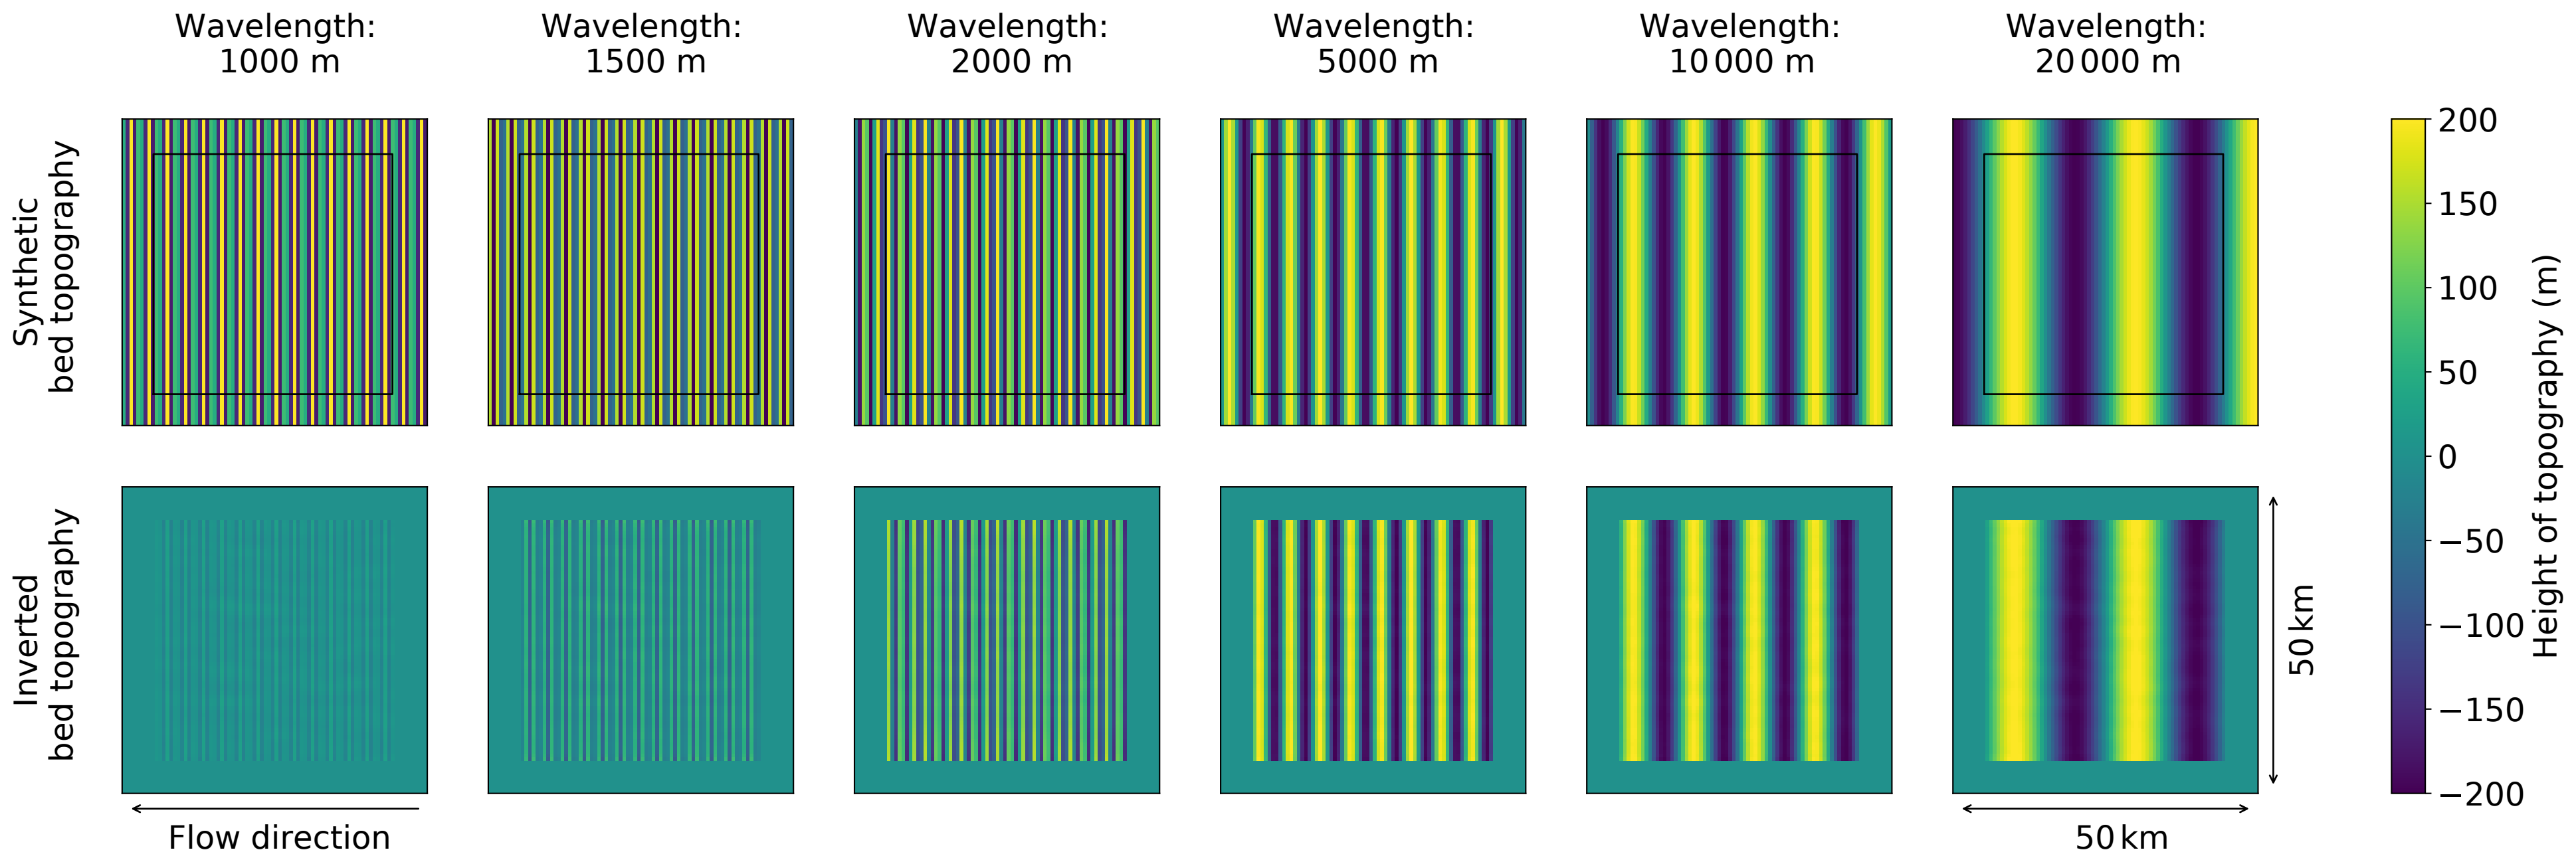 Wavelength:
1000 m
Wavelength:
1500 m
Wavelength:
2000 m
Wavelength:
5000 m
Wavelength:
10 000 m
Wavelength:
20 000 m
Synthetic
bed topography
Inverted
bed topography
Flow direction
50 km
50 km
200
150
100
50
0
−50
−100
−150
−200
Height of topography (m)